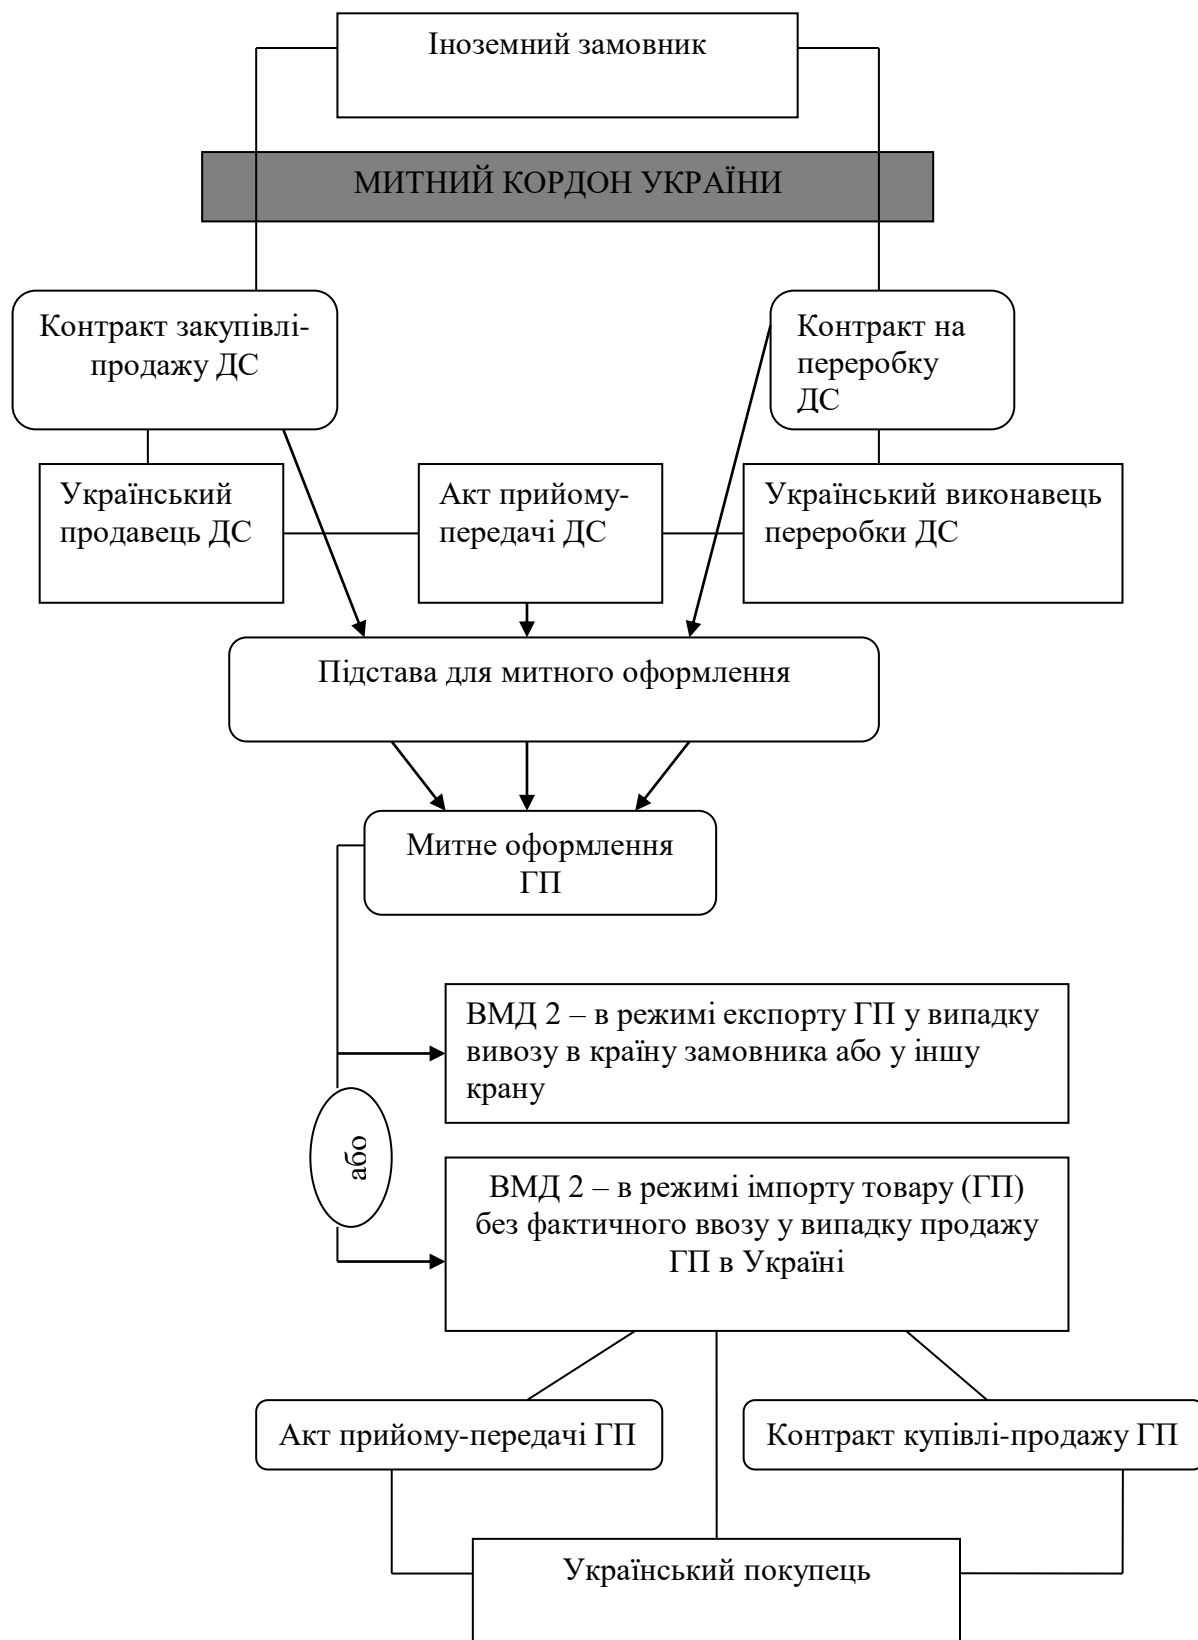 Іноземний замовник
МИТНИЙ КОРДОН УКРАЇНИ
Контракт закупівлі-
продажу ДС
Контракт на
переробку
ДС
Український
продавець ДС
Акт прийому-
передачі ДС
Український виконавець
переробки ДС
Підстава для митного оформлення
Митне оформлення
ГП
ВМД 2 – в режимі експорту ГП у випадку
вивозу в країну замовника або у іншу
крану
або
ВМД 2 – в режимі імпорту товару (ГП)
без фактичного ввозу у випадку продажу
ГП в Україні
Акт прийому-передачі ГП
Контракт купівлі-продажу ГП
Український покупець